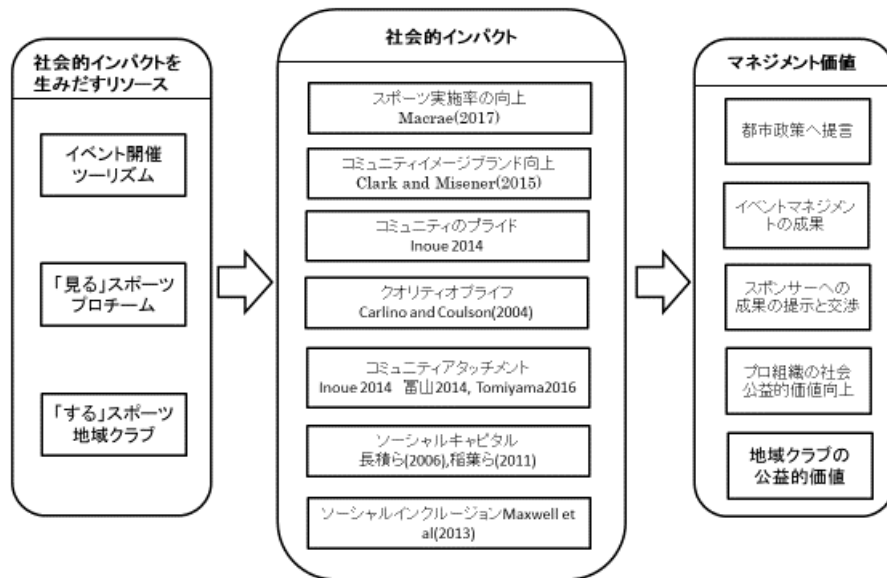 社会的インパクトを
生みだすリソース
イベント開催
ツーリズム
「見る」スポーツ
プロチーム
「する」スポーツ
地域クラブ
社会的インパクト
スポーツ実施率の向上
Macrae(2017)
コミュニティイメージブランド向上
Clark and Misener(2015)
コミュニティのプライド
Inoue 2014
クオリティオブライフ
Carlino and Coulson(2004)
コミュニティアタッチメント
Inoue 2014 冨山2014, Tomiyama2016
ソーシャルキャピタル
長積ら(2006),稲葉ら(2011)
ソーシャルインクルージョンMaxwell et
al(2013)
マネジメント価値
都市政策へ提言
イベントマネジメン
トの成果
スポンサーへの
成果の提示と交渉
プロ組織の社会
公益的価値向上
地域クラブの
公益的価値